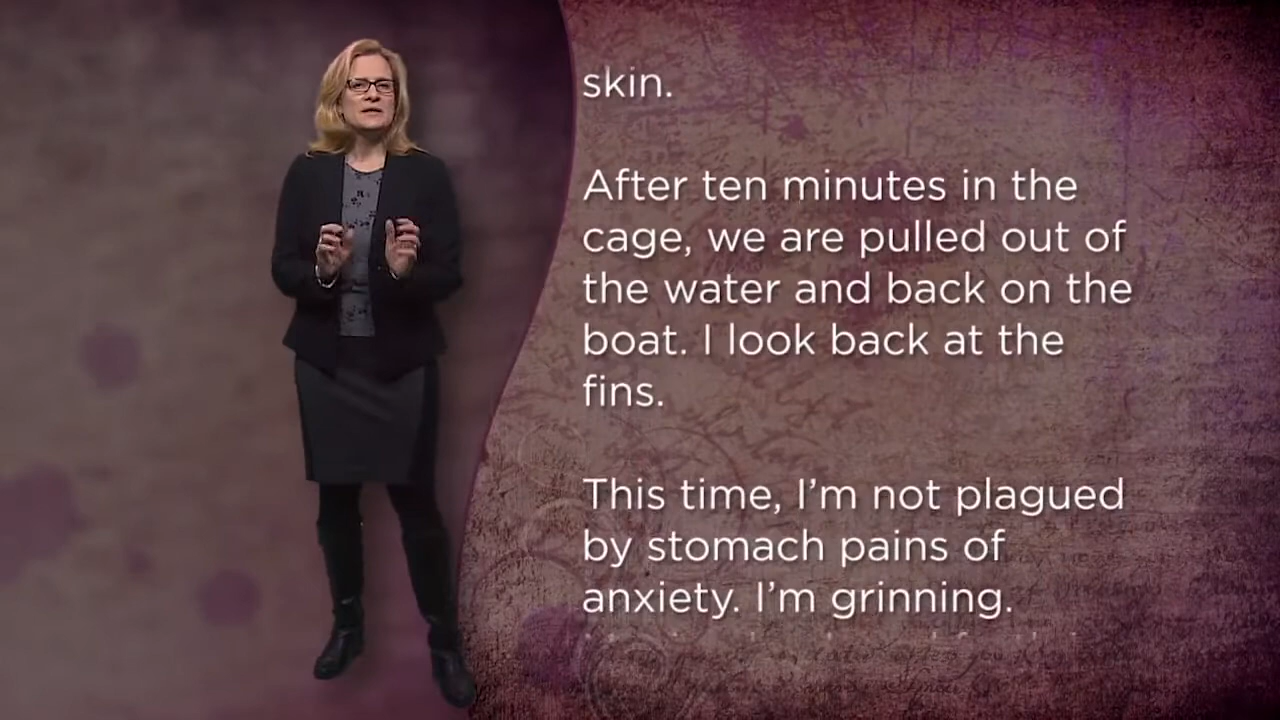 skin.
After ten minutes in the
cage, we are pulled out of
the water and back on the
boat. I look back at the
fins.
This time, I'm not plagued
by stomach pains of
anxiety. I'm grinning.